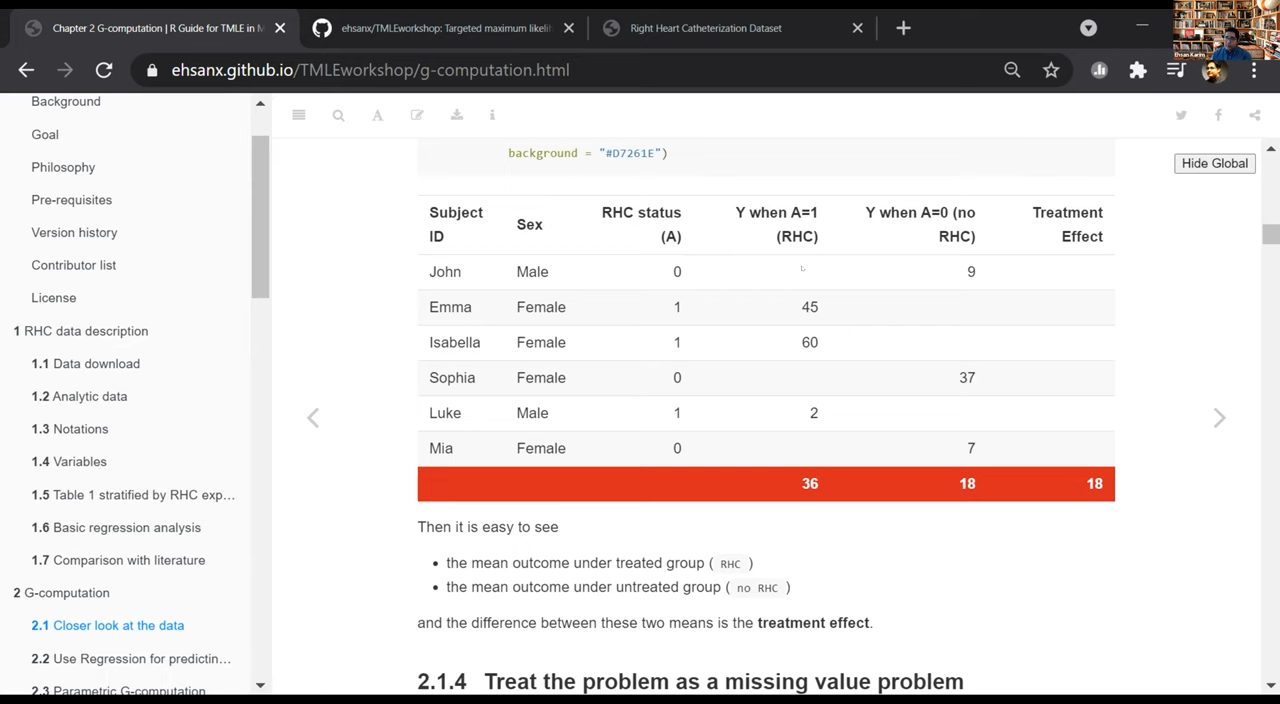 Chapter 2 G-computation | R Guide for TMLE in M
ehsanx/TMLEworkshop: Targeted maximum likeli
Right Heart Catheterization Dataset
Ehsan Karim
ehsanx.github.io/TMLEworkshop/g-computation.html
Background
Goal
Philosophy
Pre-requisites
Version history
Contributor list
License
1 RHC data description
1.1 Data download
1.2 Analytic data
1.3 Notations
1.4 Variables
1.5 Table 1 stratified by RHC exp…
1.6 Basic regression analysis
1.7 Comparison with literature
2 G-computation
2.1 Closer look at the data
2.2 Use Regression for predictin…
2.3 Parametric G-computation
Hide Global
background = "#D7261E")
Subject ID Sex RHC status (A) Y when A=1 (RHC) Y when A=0 (no RHC) Treatment Effect
John Male 0 9
Emma Female 1 45
Isabella Female 1 60
Sophia Female 0 37
Luke Male 1 2
Mia Female 0 7
36 18 18
Then it is easy to see
• the mean outcome under treated group ( RHC )
• the mean outcome under untreated group ( no RHC )
and the difference between these two means is the treatment effect.
2.1.4 Treat the problem as a missing value problem